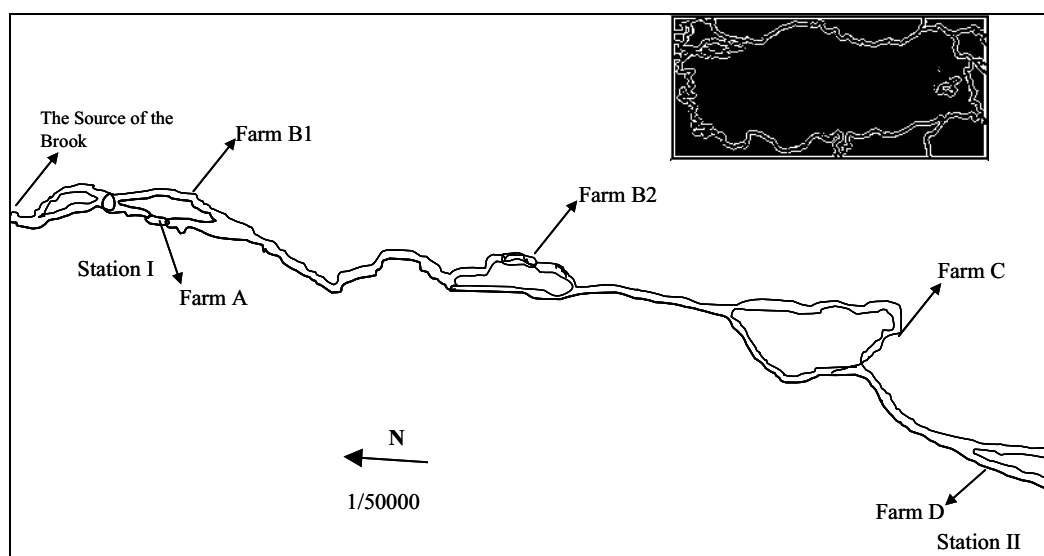 The Source of the
Brook
Farm B1
Farm B2
Station I
Farm A
Farm C
N
1/50000
Farm D
Station II